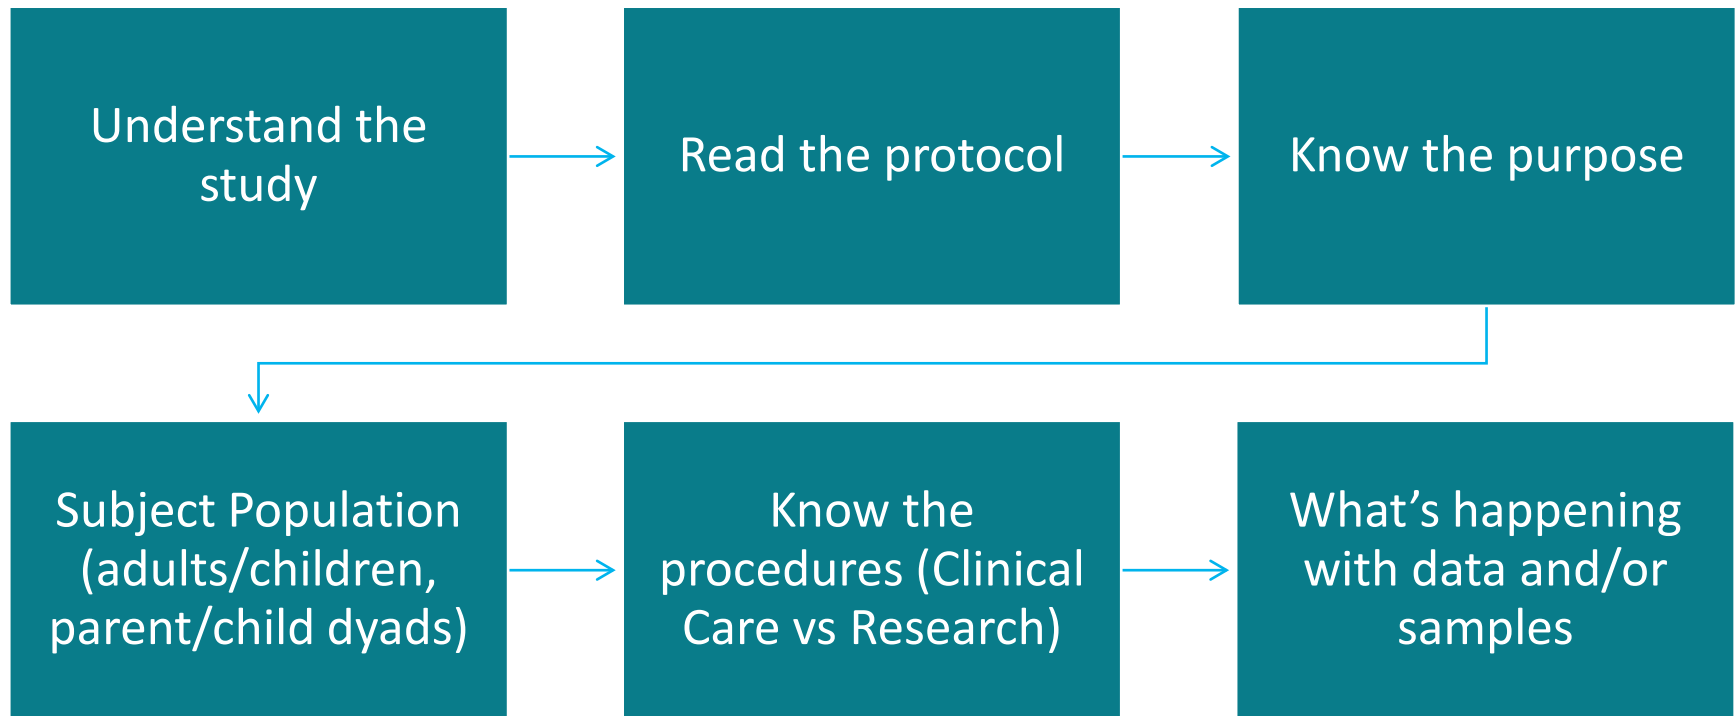 Understand the
study
Read the protocol
Know the purpose
Subject Population
(adults/children,
parent/child dyads)
Know the
procedures (Clinical
Care vs Research)
What’s happening
with data and/or
samples